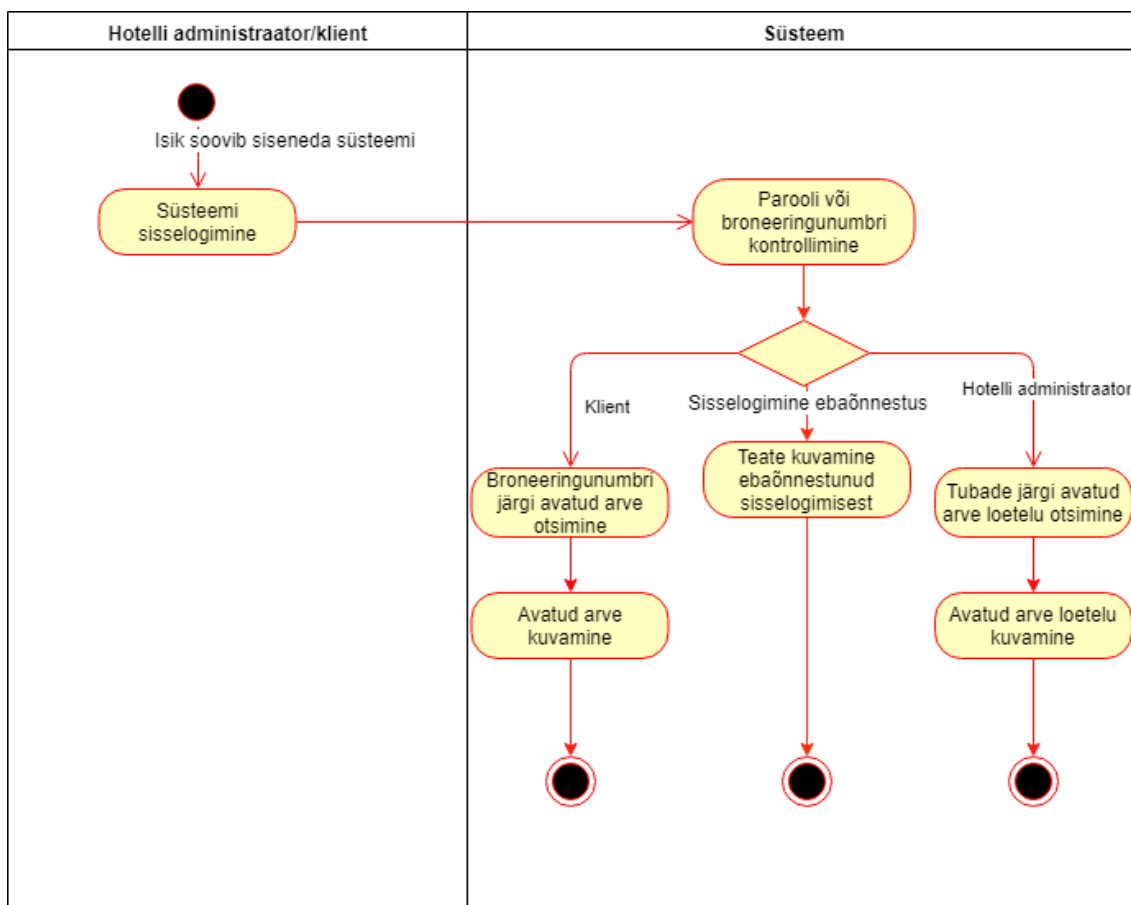 Hotelli administraator/klient
Süsteem
Isik soovib siseneda süsteemi
Süsteemi
sisselogimine
Parooli või
broneeringunumbri
kontrollimine
Klient
Sisselogimine ebaõnnestus
Hotelli administraator
Broneeringunumbri
järgi avatud arve
otsimine
Teate kuvamine
ebaõnnestunud
sisselogimisest
Tubade järgi avatud
arve loetelu otsimine
Avatud arve
kuvamine
Avatud arve loetelu
kuvamine